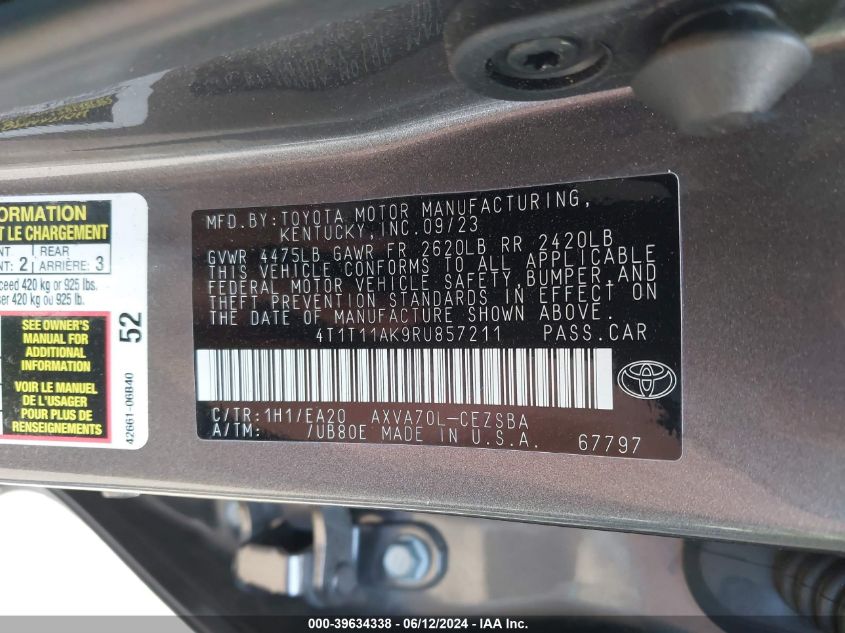 ORMATION
T LE CHARGEMENT
NT REAR
NT: 2 ARRIÈRE: 3
ceed 420 kg or 925 lbs.
ser 420 kg ou 925 lb.
SEE OWNER'S
MANUAL FOR
ADDITIONAL
INFORMATION
VOIR LE MANUEL
DE L'USAGER
POUR PLUS DE
RENSEIGNEMENTS
52
42661-06B40
MFD.BY:TOYOTA MOTOR MANUFACTURING,
KENTUCKY,INC.09/23
GVWR 4475LB GAWR FR 2620LB RR 2420LB
THIS VEHICLE CONFORMS TO ALL APPLICABLE
FEDERAL MOTOR VEHICLE SAFETY,BUMPER,AND
THEFT PREVENTION STANDARDS IN EFFECT ON
THE DATE OF MANUFACTURE SHOWN ABOVE.
4T1T11AK9RU857211 PASS.CAR
C/TR:1H1/EA20 AXVA70L-CEZSBA
A/TM: /UB80E MADE IN U.S.A. 67797
000-39634338 - 06/12/2024 - IAAI.COM